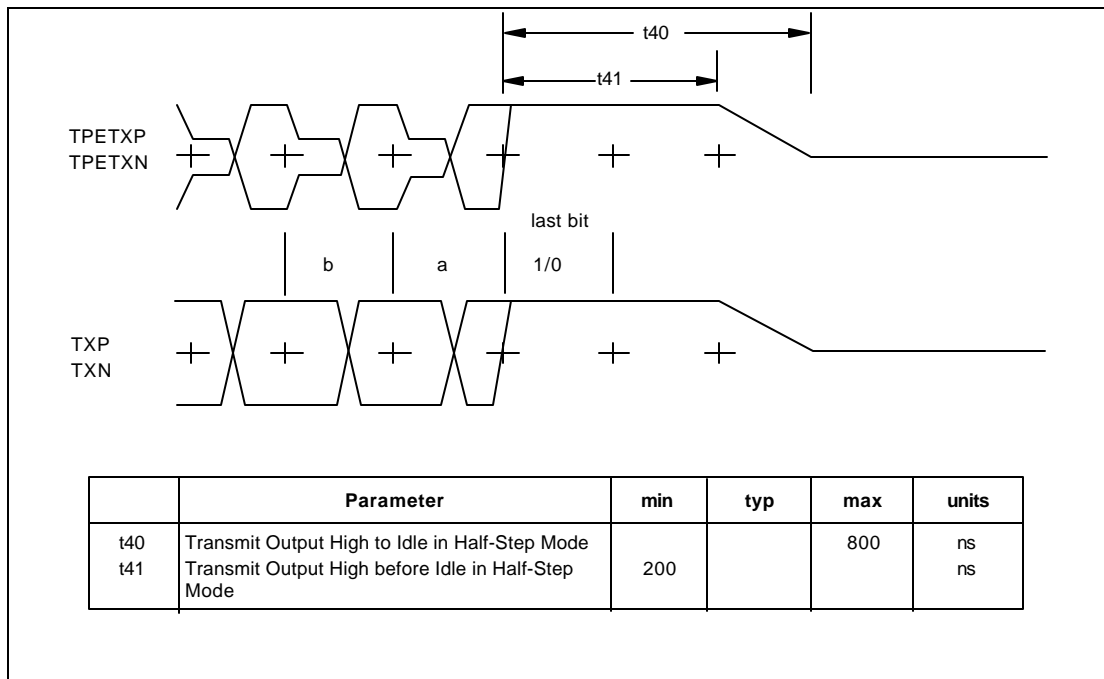 t40
t41
TPETXP
TPETXN
last bit
b a 1/0
TXP
TXN
Parameter min typ max units
t40 Transmit Output High to Idle in Half-Step Mode 800 ns
t41 Transmit Output High before Idle in Half-Step 200 ns
Mode